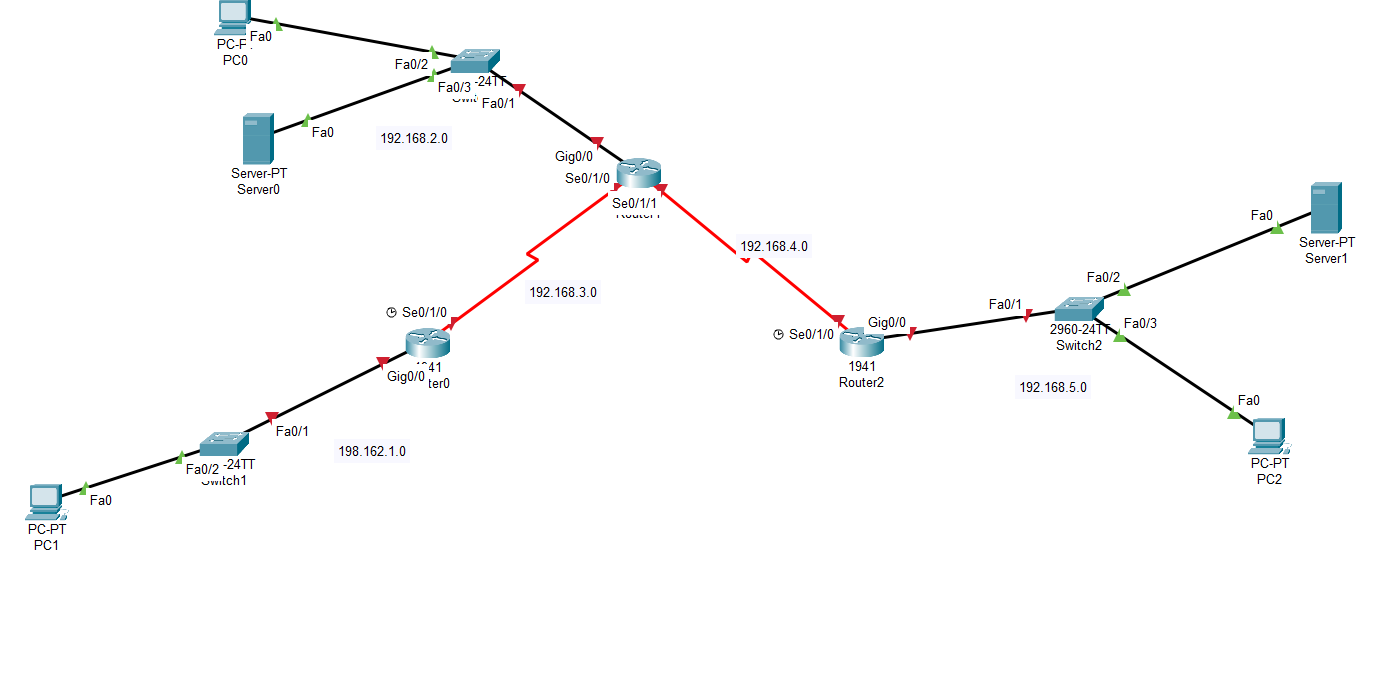 Fa0
PC0
Fa0/2
Fa0/3
-24TT
Fa0/1
Fa0
192.168.2.0
Server-PT
Server0
Gig0/0
Se0/1/0
Se0/1/1
192.168.4.0
Fa0
Server-PT
Server1
192.168.3.0
Fa0/2
Fa0/1
Fa0/3
2960-24TT
Switch2
Se0/1/0
Se0/1/0
Gig0/0
1941
Router2
Gig0/0
192.168.5.0
Fa0
PC-PT
PC2
Fa0/1
198.162.1.0
Fa0/2
-24TT
Switch1
Fa0
PC-PT
PC1